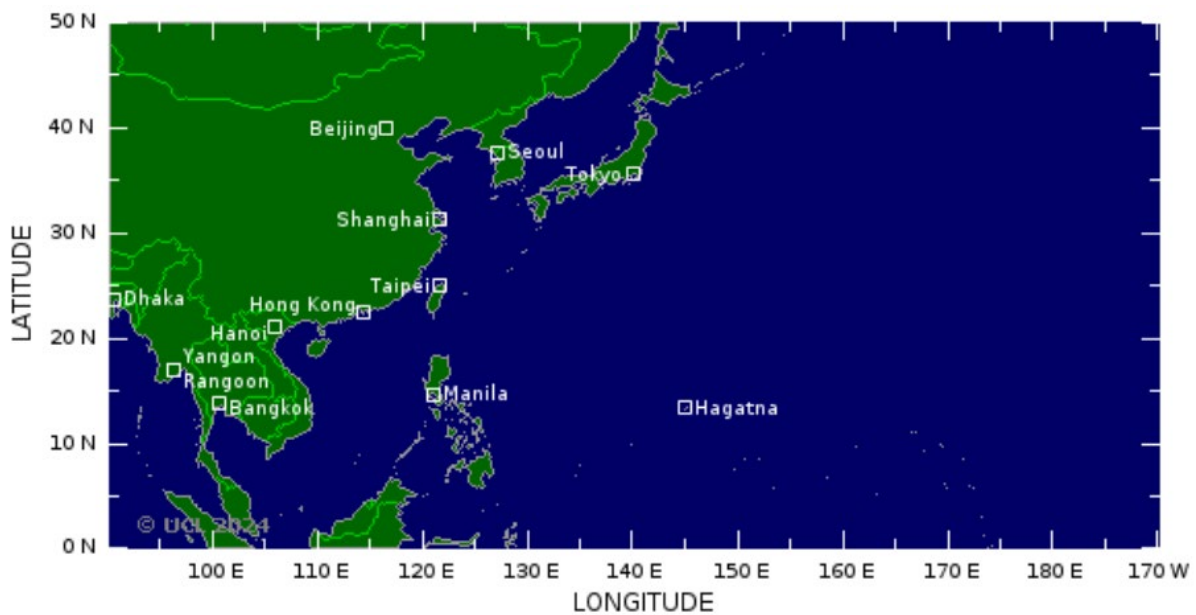 50 N
40 N
30 N
20 N
10 N
0 N
LATITUDE
Beijing
Seoul
Tokyo
Shanghai
Taipei
Dhaka
Hong Kong
Hanoi
Yangon
Rangoon
Bangkok
Manila
Hagatna
© UCL 2024
100 E 110 E 120 E 130 E 140 E 150 E 160 E 170 E 180 E 170 W
LONGITUDE